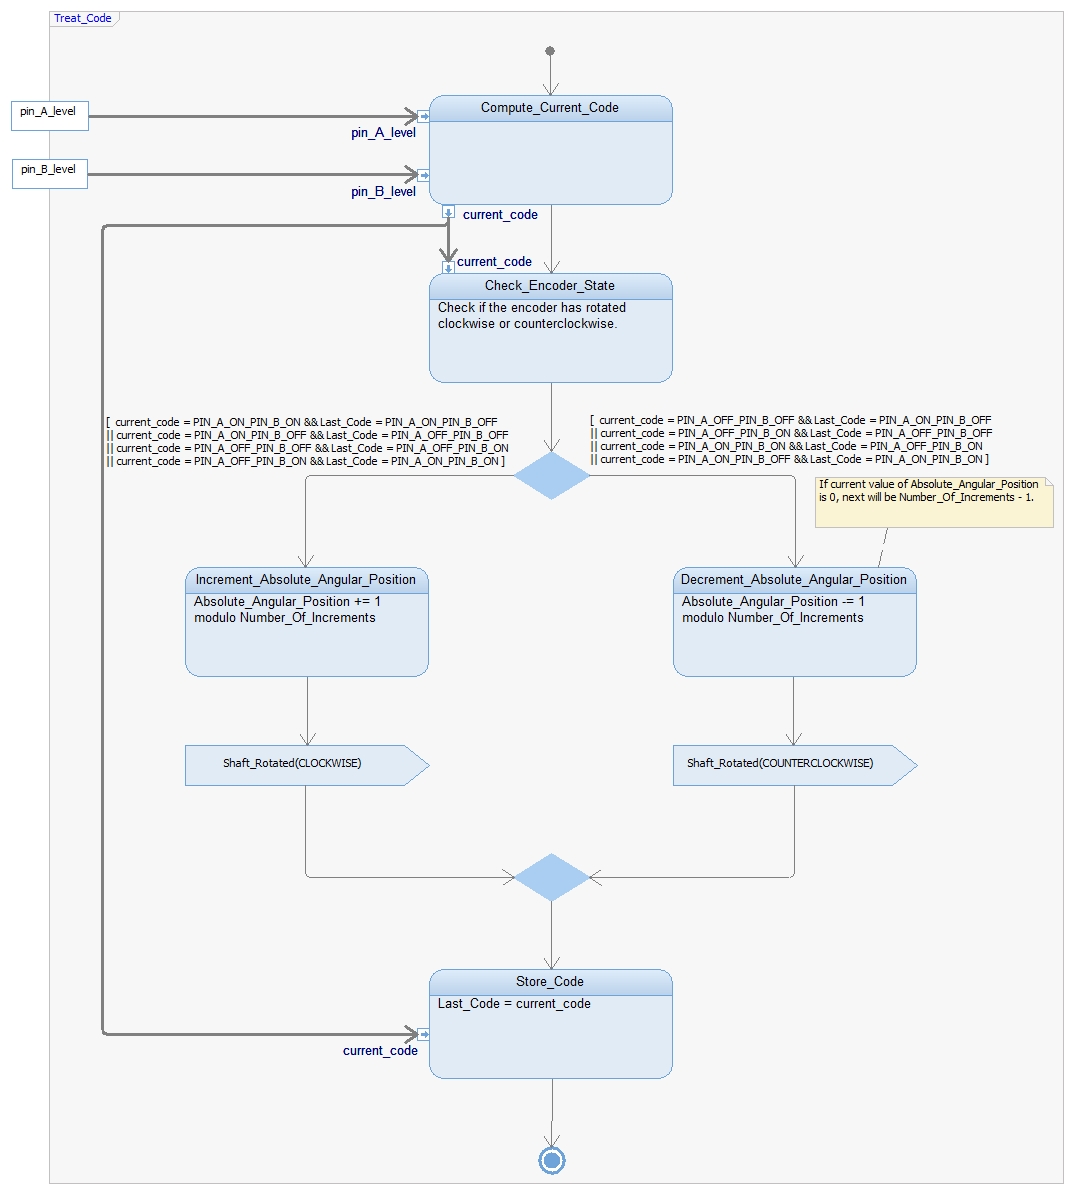 Treat_Code
pin_A_level
pin_B_level
Compute_Current_Code
pin_A_level
pin_B_level
current_code
current_code
Check_Encoder_State
Check if the encoder has rotated
clockwise or counterclockwise.
[ current_code = PIN_A_ON_PIN_B_ON && Last_Code = PIN_A_ON_PIN_B_OFF
|| current_code = PIN_A_ON_PIN_B_OFF && Last_Code = PIN_A_OFF_PIN_B_OFF
|| current_code = PIN_A_OFF_PIN_B_OFF && Last_Code = PIN_A_OFF_PIN_B_ON
|| current_code = PIN_A_OFF_PIN_B_ON && Last_Code = PIN_A_ON_PIN_B_ON ]
[ current_code = PIN_A_OFF_PIN_B_OFF && Last_Code = PIN_A_ON_PIN_B_OFF
|| current_code = PIN_A_OFF_PIN_B_ON && Last_Code = PIN_A_OFF_PIN_B_OFF
|| current_code = PIN_A_ON_PIN_B_ON && Last_Code = PIN_A_OFF_PIN_B_ON
|| current_code = PIN_A_ON_PIN_B_OFF && Last_Code = PIN_A_ON_PIN_B_ON ]
If current value of Absolute_Angular_Position
is 0, next will be Number_Of_Increments - 1.
Increment_Absolute_Angular_Position
Absolute_Angular_Position += 1
modulo Number_Of_Increments
Decrement_Absolute_Angular_Position
Absolute_Angular_Position -= 1
modulo Number_Of_Increments
Shaft_Rotated(CLOCKWISE)
Shaft_Rotated(COUNTERCLOCKWISE)
Store_Code
Last_Code = current_code
current_code